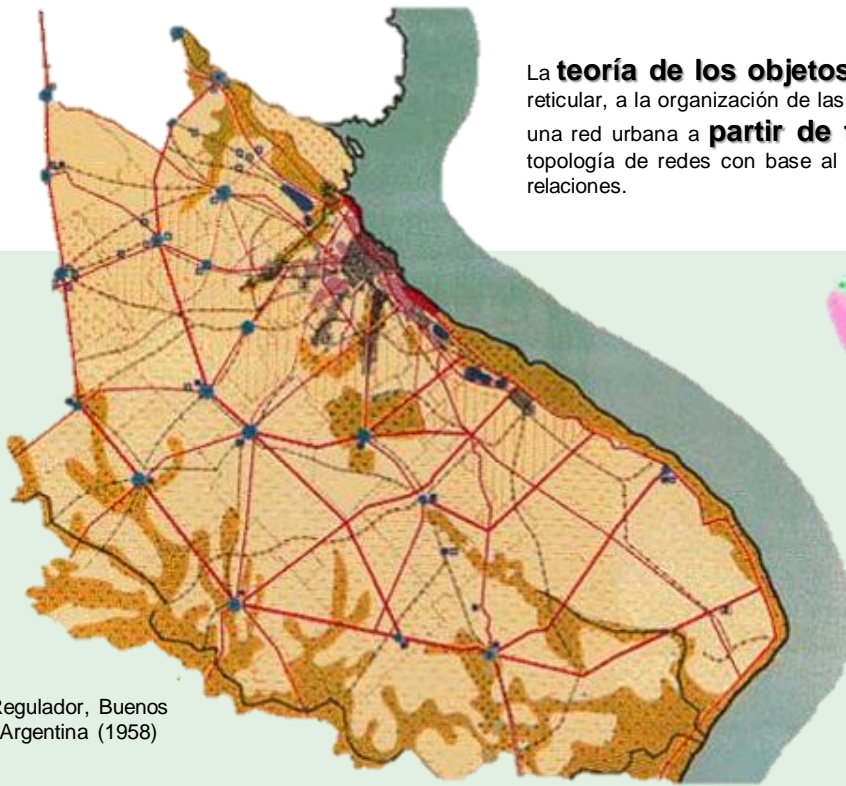 La teoría de los objetos
reticular, a la organización de las
una red urbana a partir de
topología de redes con base al
relaciones.
Regulador, Buenos
Argentina (1958)